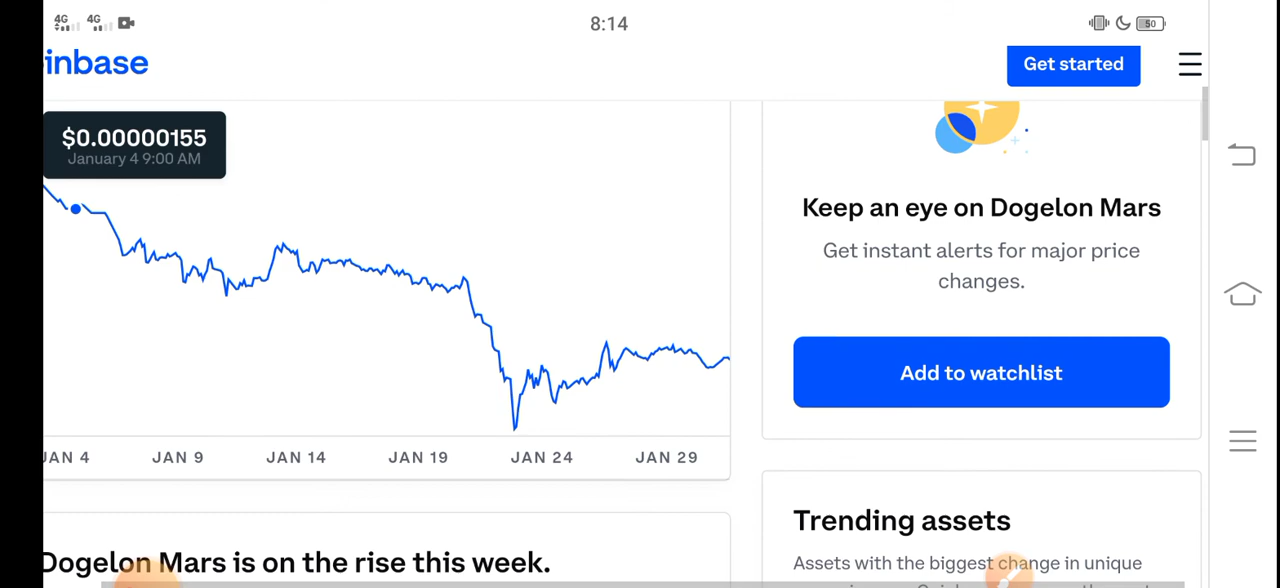 4G 4G 8:14 50
inbase
Get started
$0.00000155
January 4 9:00 AM
Keep an eye on Dogelon Mars
Get instant alerts for major price
changes.
Add to watchlist
JAN 4 JAN 9 JAN 14 JAN 19 JAN 24 JAN 29
Trending assets
Dogelon Mars is on the rise this week.
Assets with the biggest change in unique